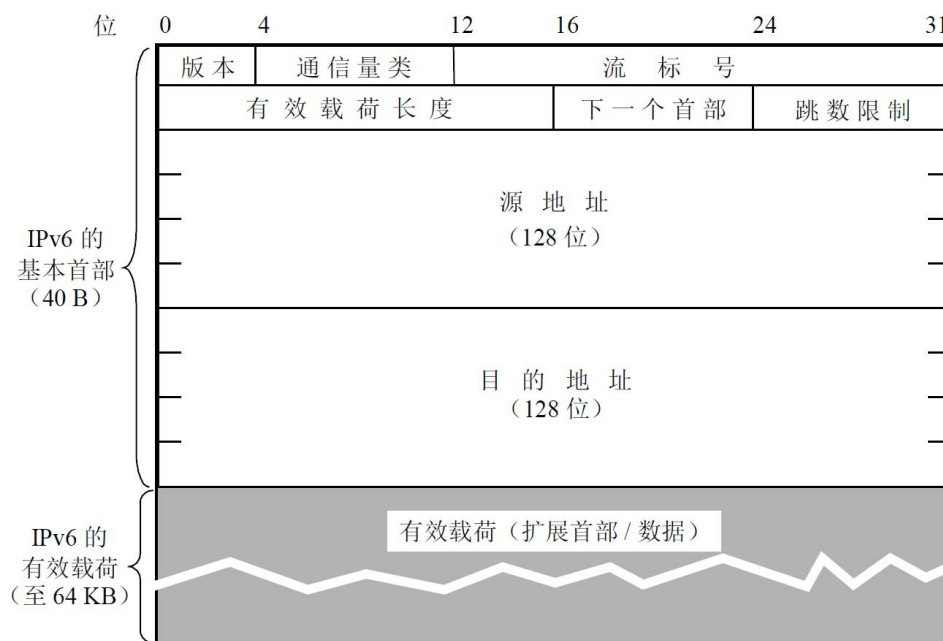 位 0 4 12 16 24 31
版本 通信量类 流标号
有效载荷长度 下一个首部 跳数限制
源地址
（128 位）
IPv6 的
基本首部
（40 B）
目的地址
（128 位）
有效载荷（扩展首部 / 数据）
IPv6 的
有效载荷
（至 64 KB）